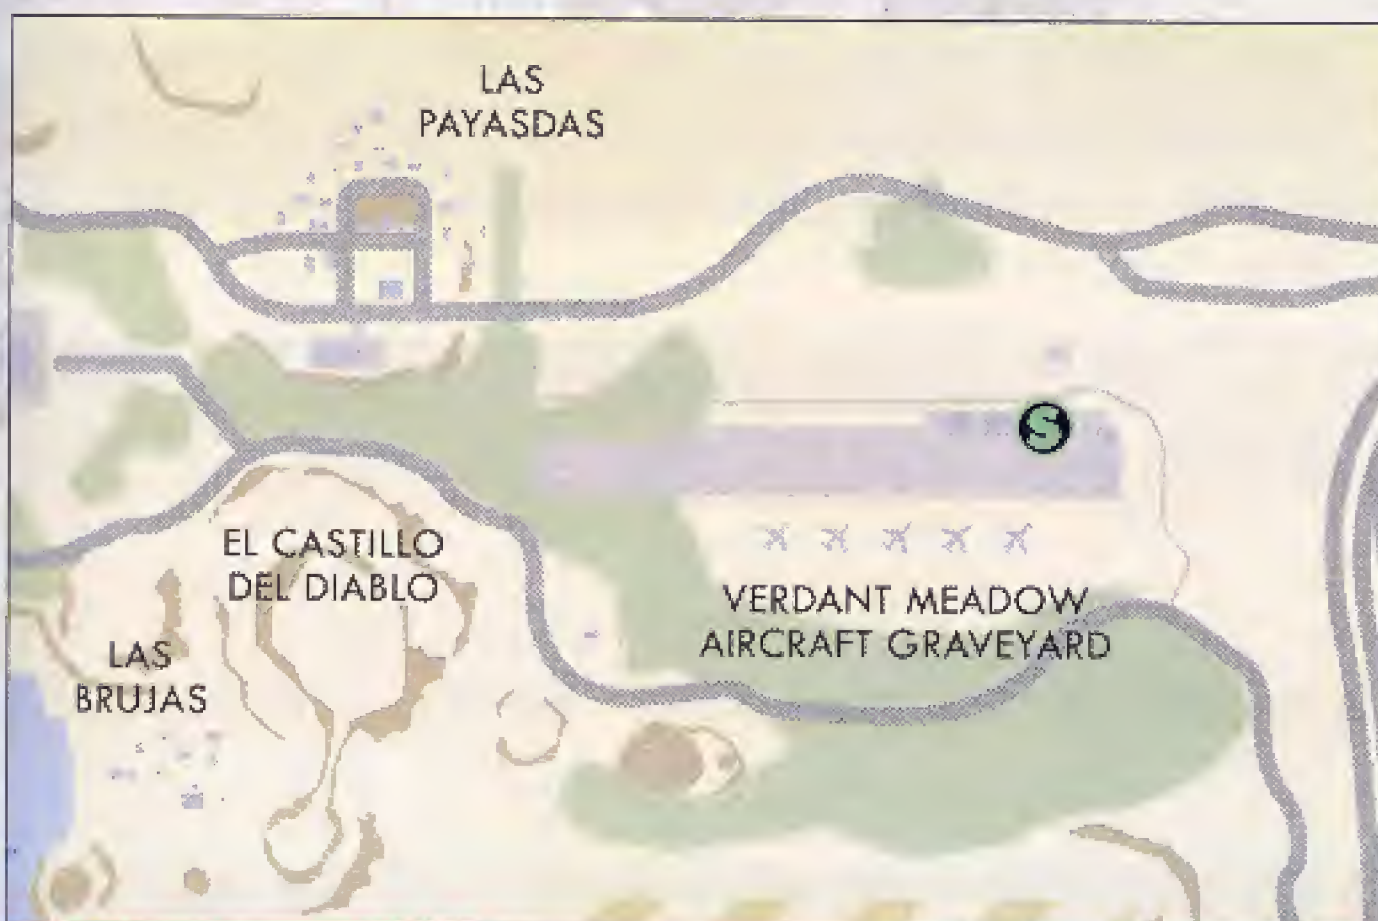 LAS
PAYASDAS
S
EL CASTILLO
DEL DIABLO
VERDANT MEADOW
AIRCRAFT GRAVEYARD
LAS
BRUJAS